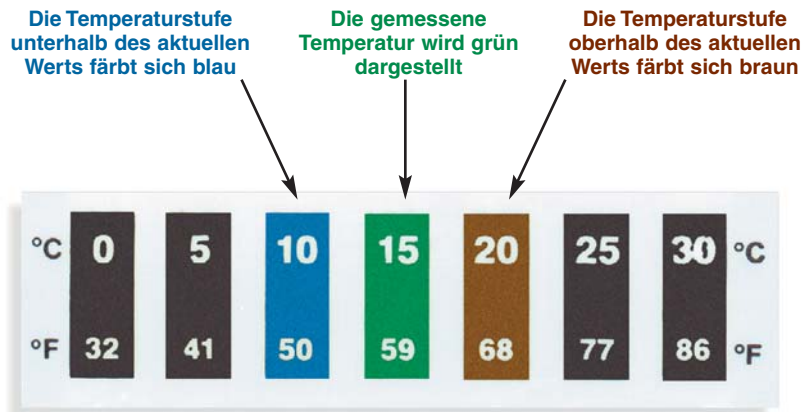 Die Temperaturstufe
unterhalb des aktuellen
Werts färbt sich blau
Die gemessene
Temperatur wird grün
dargestellt
Die Temperaturstufe
oberhalb des aktuellen
Werts färbt sich braun
°C 0 5 10 15 20 25 30 °C
°F 32 41 50 59 68 77 86 °F